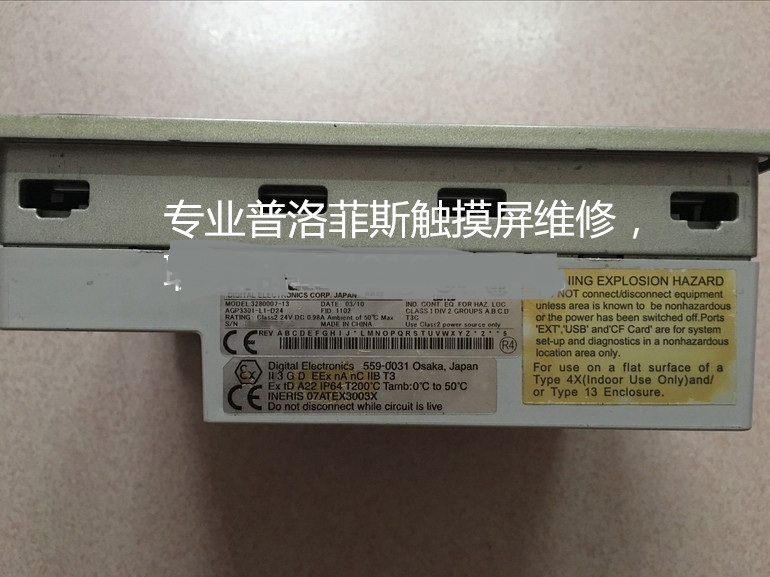 专业普洛菲斯触摸屏维修，
DIGITAL ELECTRONICS CORP. JAPAN
MODEL:3280007-13 DATE 03/10 IND. CONT. EQ. FOR HAZ. LOC
AGP3301-L1-D24 FID. 1102 CLASS I DIV 2 GROUPS A B C D
RATING Class2 24V DC 0.98A Ambient of 50℃ Max T3C
S/N MADE IN CHINA Use Class2 power source only
REV A B C D E F G H I J * L M N O P Q R S T U V W X Y Z * 2 * * 5
CE
R4
Digital Electronics 559-0031 Osaka, Japan
II 3 G D EEx nA nC IIB T3
Ex tD A22 IP64 T200℃ Tamb:0℃ to 50℃
INERIS 07ATEX3003X
Do not disconnect while circuit is live
Ex
CE
NING EXPLOSION HAZARD
NOT connect/disconnect equipment
unless area is known to be nonhazardous
or the power has been switched off.Ports
'EXT','USB' and'CF Card' are for system
set-up and diagnostics in a nonhazardous
location area only.
For use on a flat surface of a
Type 4X(Indoor Use Only)and/
or Type 13 Enclosure.